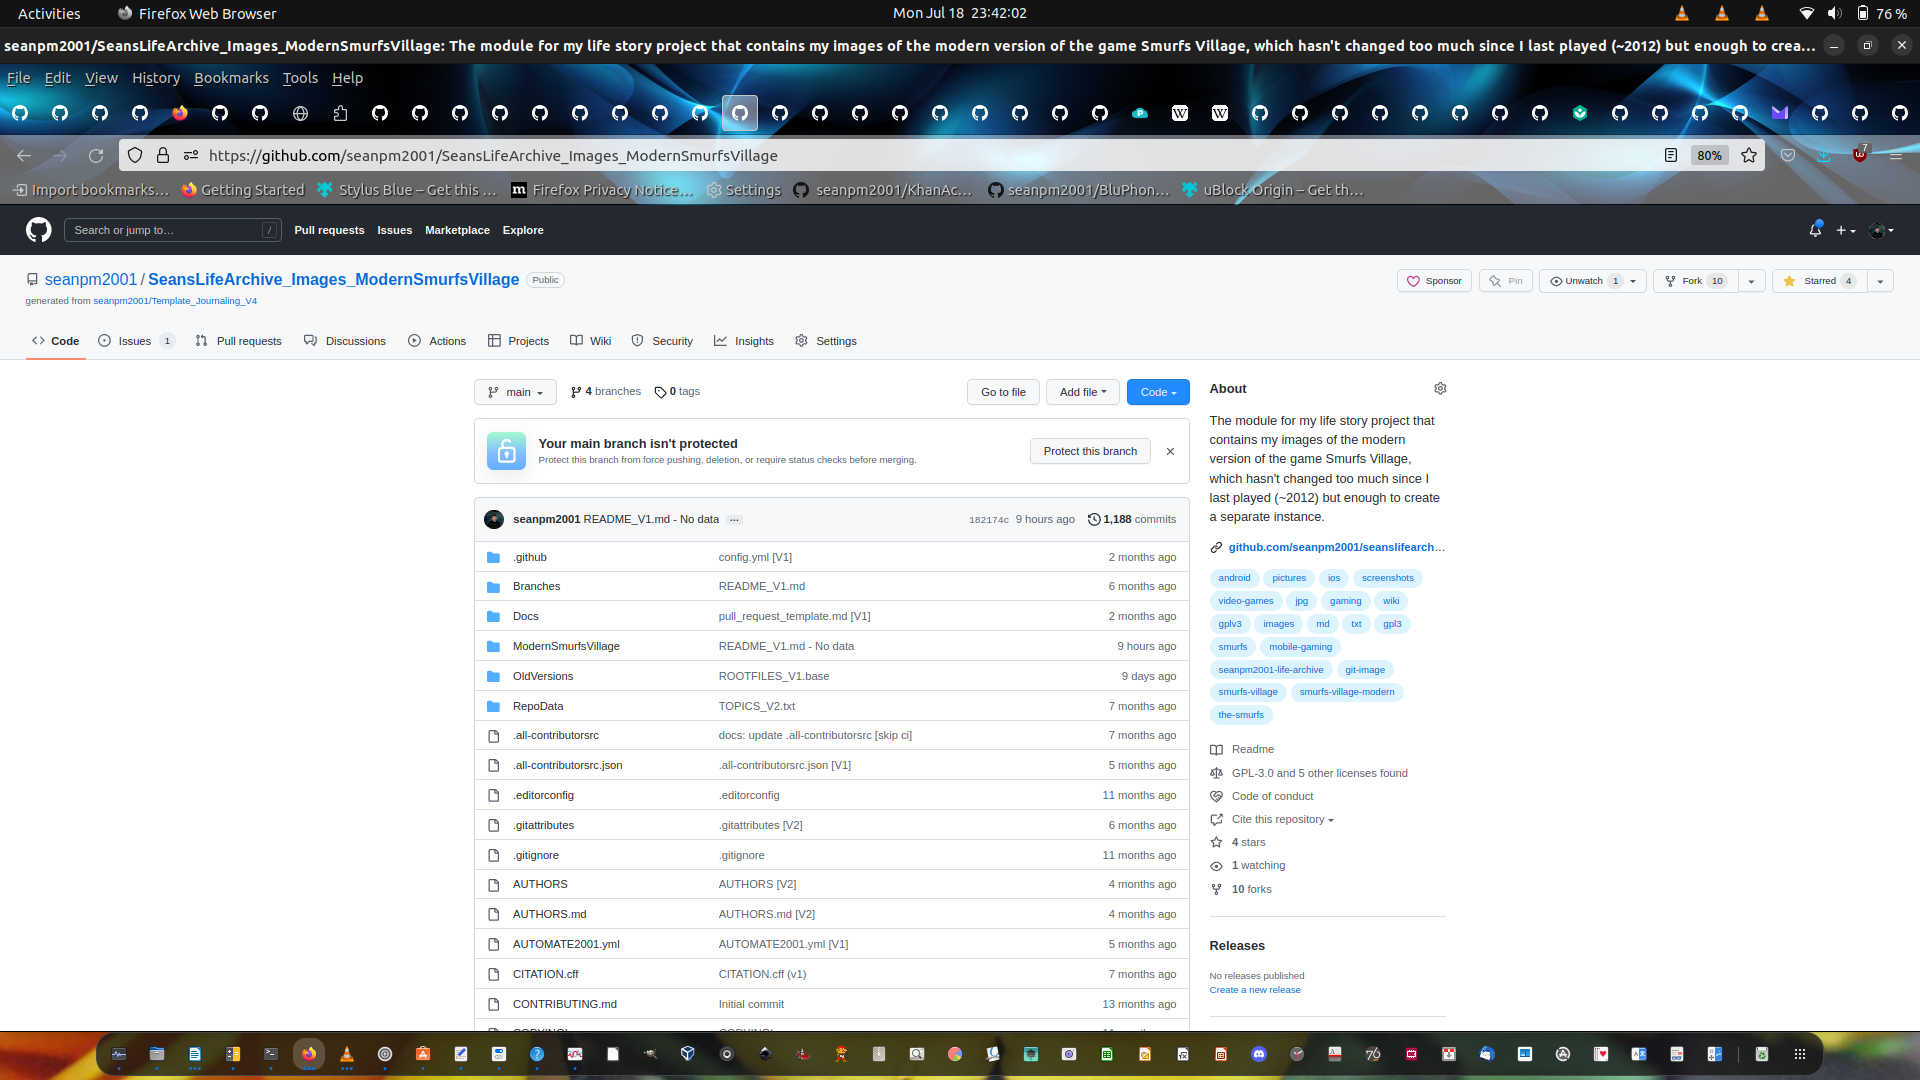 Activities Firefox Web Browser Mon Jul 18 23:42:02 76 %
seanpm2001/SeansLifeArchive_Images_ModernSmurfsVillage: The module for my life story project that contains my images of the modern version of the game Smurfs Village, which hasn't changed too much since I last played (~2012) but enough to crea…
File Edit View History Bookmarks Tools Help
https://github.com/seanpm2001/SeansLifeArchive_Images_ModernSmurfsVillage 80% 7
Import bookmarks… Getting Started Stylus Blue – Get this … Firefox Privacy Notice… Settings seanpm2001/KhanAc… seanpm2001/BluPhon… uBlock Origin – Get th…
Search or jump to… / Pull requests Issues Marketplace Explore
seanpm2001 / SeansLifeArchive_Images_ModernSmurfsVillage Public
Sponsor Pin Unwatch 1 Fork 10 Starred 4
generated from seanpm2001/Template_Journaling_V4
Code Issues 1 Pull requests Discussions Actions Projects Wiki Security Insights Settings
main 4 branches 0 tags Go to file Add file Code
Your main branch isn't protected
Protect this branch from force pushing, deletion, or require status checks before merging.
Protect this branch
seanpm2001 README_V1.md - No data … 182174c 9 hours ago 1,188 commits
.github config.yml [V1] 2 months ago
Branches README_V1.md 6 months ago
Docs pull_request_template.md [V1] 2 months ago
ModernSmurfsVillage README_V1.md - No data 9 hours ago
OldVersions ROOTFILES_V1.base 9 days ago
RepoData TOPICS_V2.txt 7 months ago
.all-contributorsrc docs: update .all-contributorsrc [skip ci] 7 months ago
.all-contributorsrc.json .all-contributorsrc.json [V1] 5 months ago
.editorconfig .editorconfig 11 months ago
.gitattributes .gitattributes [V2] 6 months ago
.gitignore .gitignore 11 months ago
AUTHORS AUTHORS [V2] 4 months ago
AUTHORS.md AUTHORS.md [V2] 4 months ago
AUTOMATE2001.yml AUTOMATE2001.yml [V1] 5 months ago
CITATION.cff CITATION.cff (v1) 7 months ago
CONTRIBUTING.md Initial commit 13 months ago
About
The module for my life story project that
contains my images of the modern
version of the game Smurfs Village,
which hasn't changed too much since I
last played (~2012) but enough to create
a separate instance.
github.com/seanpm2001/seanslifearch…
android pictures ios screenshots
video-games jpg gaming wiki
gplv3 images md txt gpl3
smurfs mobile-gaming
seanpm2001-life-archive git-image
smurfs-village smurfs-village-modern
the-smurfs
Readme
GPL-3.0 and 5 other licenses found
Code of conduct
Cite this repository
4 stars
1 watching
10 forks
Releases
No releases published
Create a new release